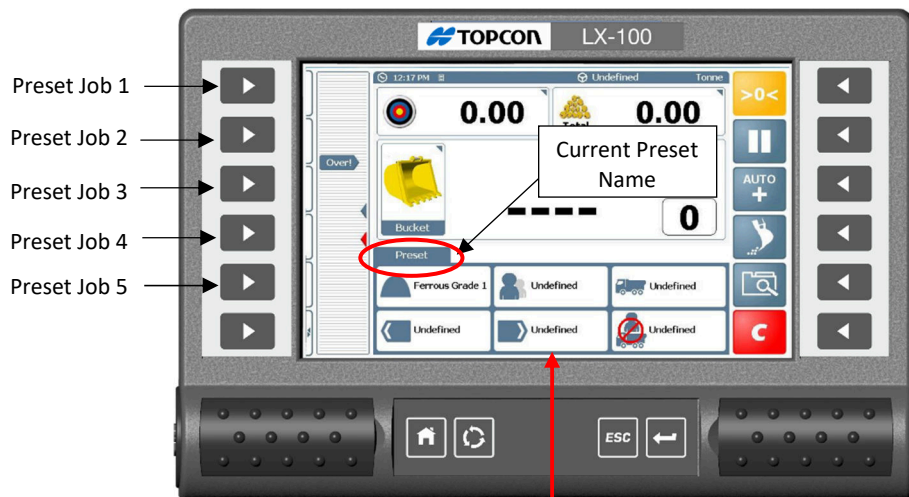 TOPCON LX-100
Preset Job 1
Preset Job 2
Preset Job 3
Preset Job 4
Preset Job 5
12:17 PM Undefined Tonne
0.00 0.00
Total
>0<
Over!
Current Preset
Name
AUTO
+
Bucket
---- 0
Preset
Ferrous Grade 1 Undefined Undefined
Undefined Undefined Undefined
C
ESC